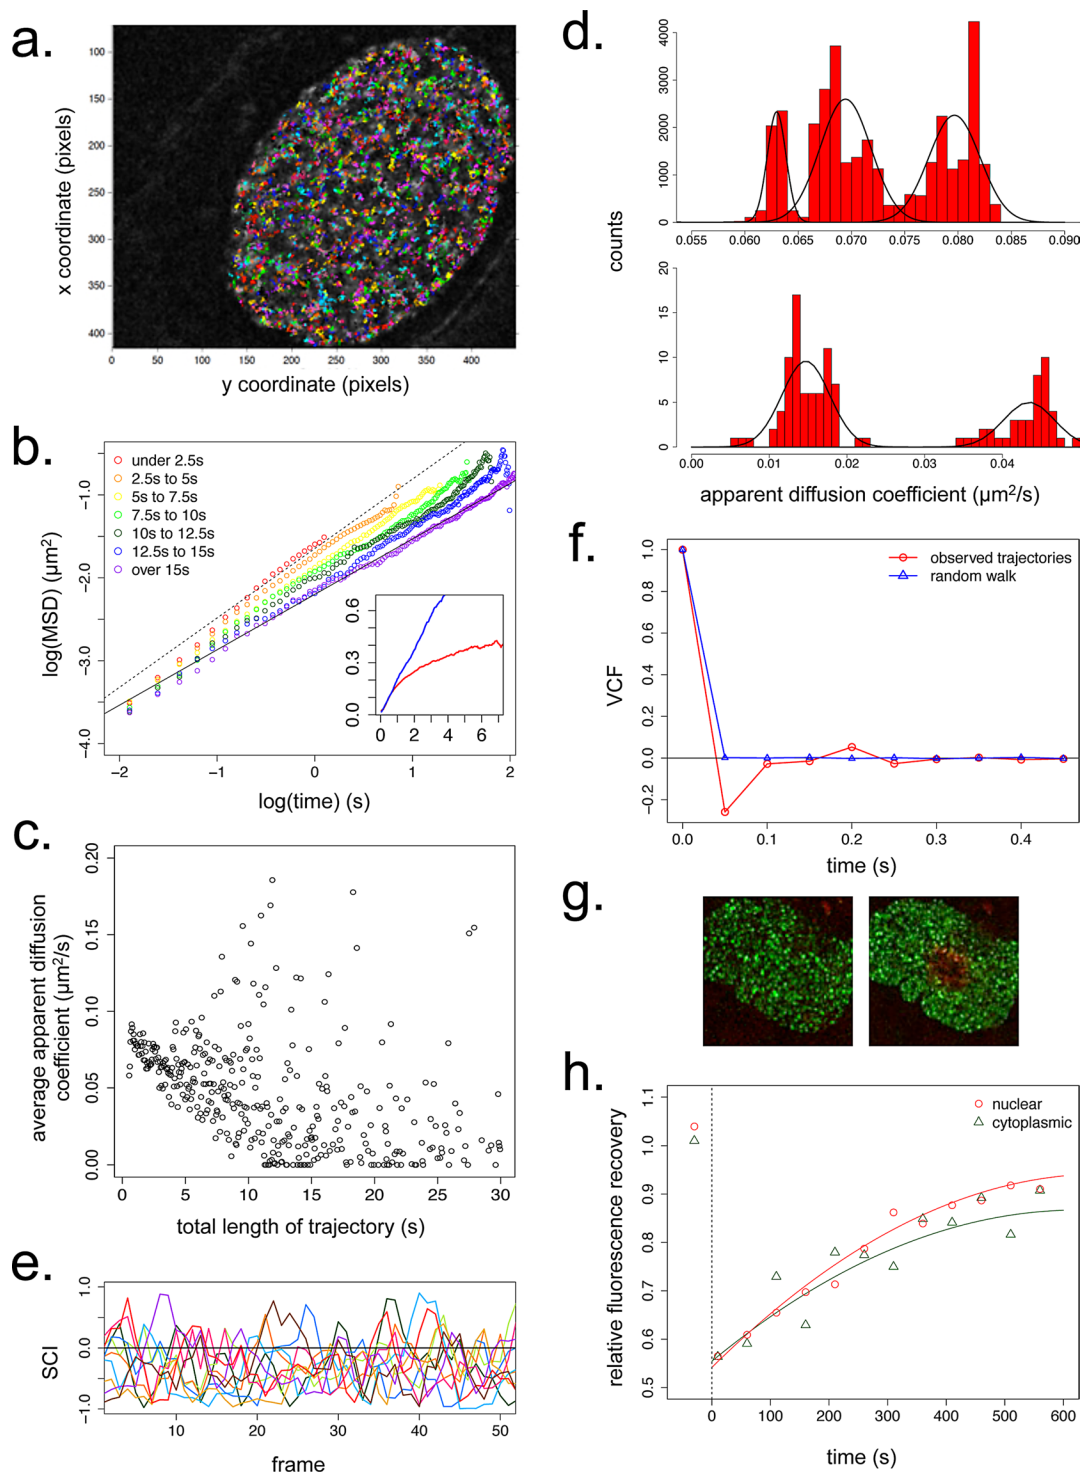 a.
x coordinate (pixels)
100
150
200
250
300
350
400
0 50 100 150 200 250 300 350 400
y coordinate (pixels)
b.
log(MSD) (µm²)
-1.0
-2.0
-3.0
-4.0
under 2.5s
2.5s to 5s
5s to 7.5s
7.5s to 10s
10s to 12.5s
12.5s to 15s
over 15s
0.6
0.3
0.0
0 2 4 6
-2 -1 0 1 2
log(time) (s)
c.
average apparent diffusion
coefficient (µm²/s)
0.20
0.15
0.10
0.05
0.00
0 5 10 15 20 25 30
total length of trajectory (s)
e.
SCI
1.0
0.0
-1.0
10 20 30 40 50
frame
d.
counts
4000
3000
2000
1000
0
0.055 0.060 0.065 0.070 0.075 0.080 0.085 0.090
20
15
10
5
0
0.00 0.01 0.02 0.03 0.04
apparent diffusion coefficient (µm²/s)
f.
VCF
1.0
0.8
0.6
0.4
0.2
0.0
-0.2
observed trajectories
random walk
0.0 0.1 0.2 0.3 0.4
time (s)
g.
h.
relative fluorescence recovery
1.1
1.0
0.9
0.8
0.7
0.6
0.5
nuclear
cytoplasmic
0 100 200 300 400 500 600
time (s)